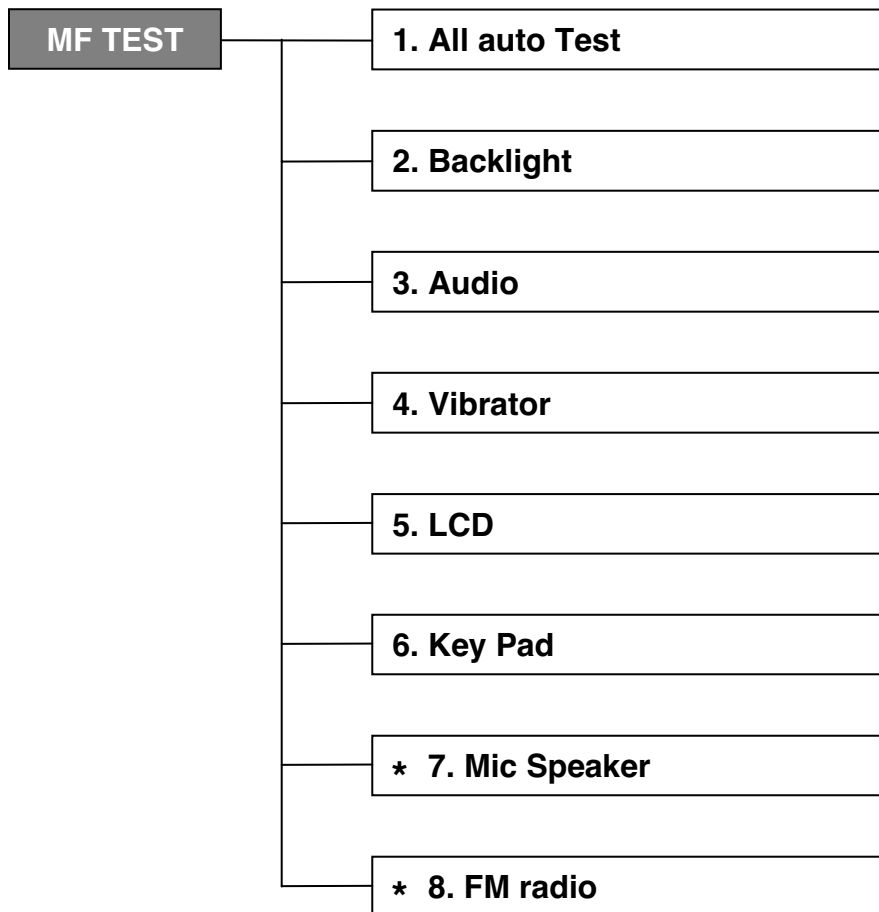 MF TEST
1. All auto Test
2. Backlight
3. Audio
4. Vibrator
5. LCD
6. Key Pad
* 7. Mic Speaker
* 8. FM radio